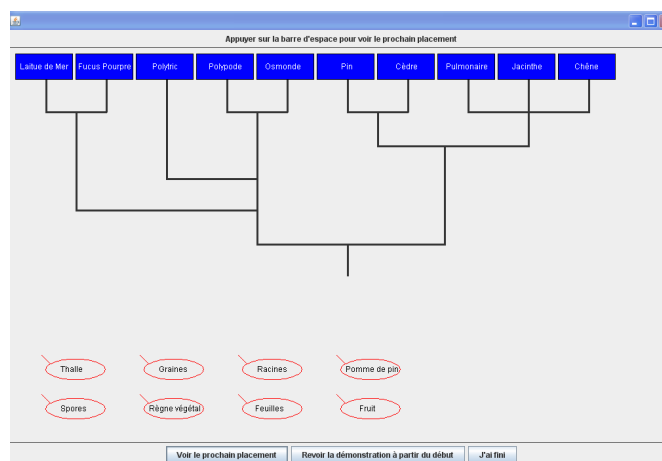 Appuyer sur la barre d'espace pour voir le prochain placement
Laitue de Mer Fucus Pourpre Polytric Polypode Osmonde Pin Cèdre Pulmonaire Jacinthe Chêne
Thalle Graines Racines Pomme de pin
Spores Règne végétal Feuilles Fruit
Voir le prochain placement Revoir la démonstration à partir du début J'ai fini